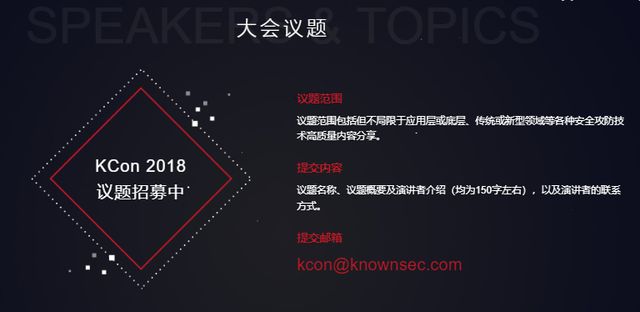 SPEAKERS & TOPICS
大会议题
KCon 2018
议题招募中
议题范围
议题范围包括但不局限于应用层或底层、传统或新型领域等各种安全攻防技
术高质量内容分享。
提交内容
议题名称、议题概要及演讲者介绍（均为150字左右），以及演讲者的联系
方式。
提交邮箱
kcon@knownsec.com